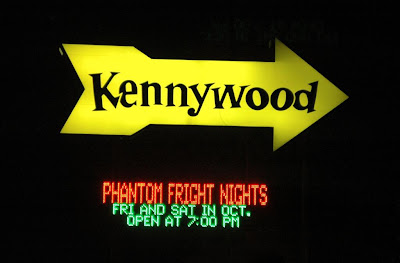 Kennywood
PHANTOM FRIGHT NIGHTS
FRI AND SAT IN OCT.
OPEN AT 7:00 PM